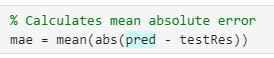 % Calculates mean absolute error
mae = mean(abs(pred - testRes))